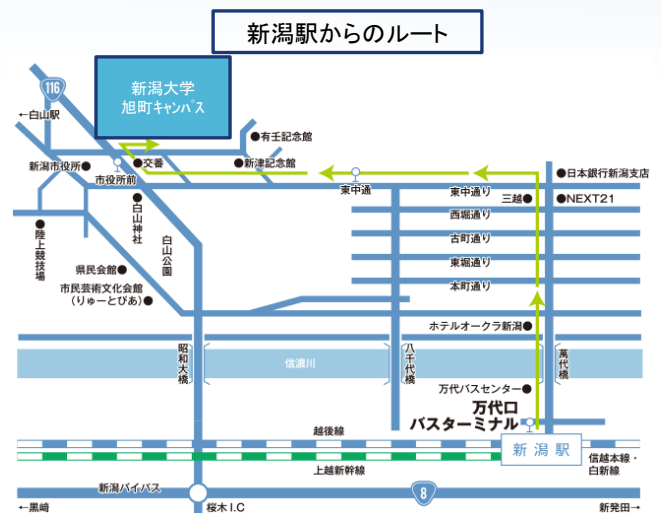 新潟駅からのルート
116
新潟大学
旭町キャンパス
←白山駅
●有壬記念館
新潟市役所●
●交番
●新津記念館
●日本銀行新潟支店
市役所前
東中通
東中通り
三越●
●NEXT21
●白山神社
西堀通り
●陸上競技場
白山公園
古町通り
県民会館●
東堀通り
市民芸術文化会館
(りゅーとぴあ)●
本町通り
ホテルオークラ新潟●
昭和大橋
信濃川
八千代橋
萬代橋
万代バスセンター●
万代口
バスターミナル
越後線
新潟駅
信越本線・
白新線
上越新幹線
新潟バイパス
8
←黒崎
桜木I.C
新発田→